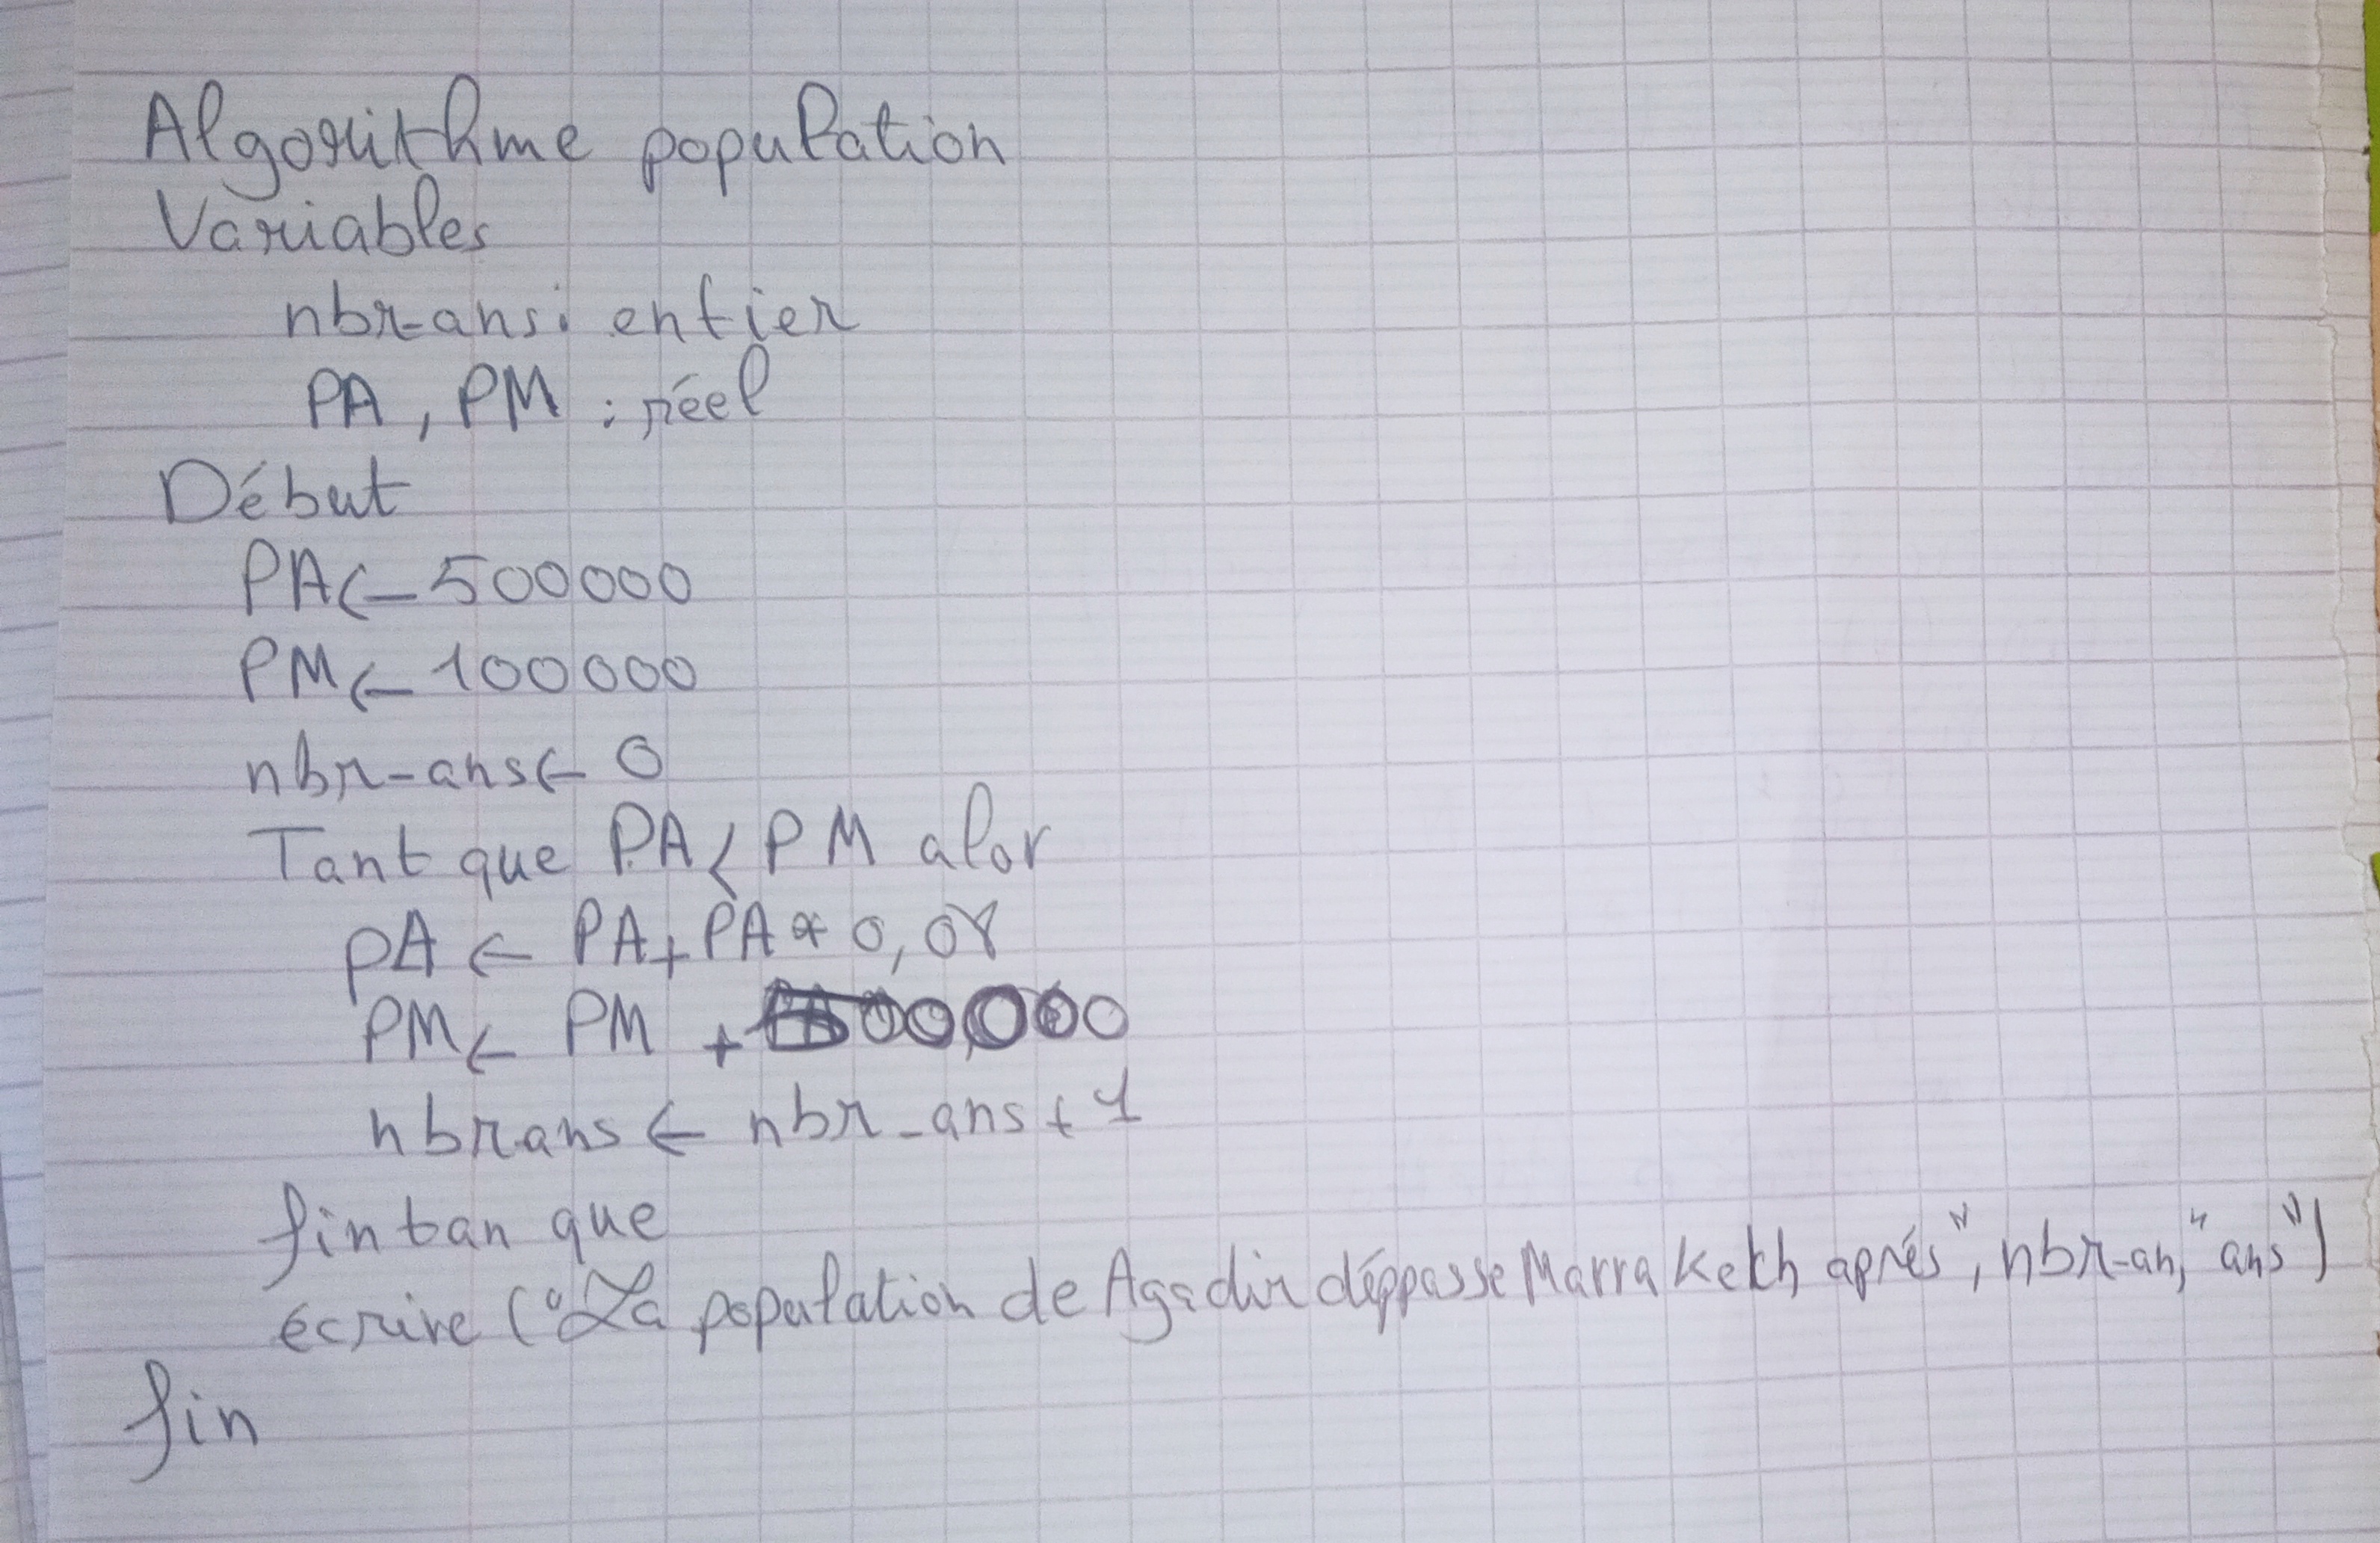 Algorithme population
Variables
nbr-ans: entier
PA, PM : réel
Début
PA <- 500000
PM <- 100000
nbr-ans <- 0
Tant que PA < PM alor
PA <- PA + PA * 0,08
PM <- PM +
nbrans <- nbr_ans + 1
fin tan que
écrire ("La population de Agadir déppasse Marrakekh aprés", nbr-an, "ans")
fin